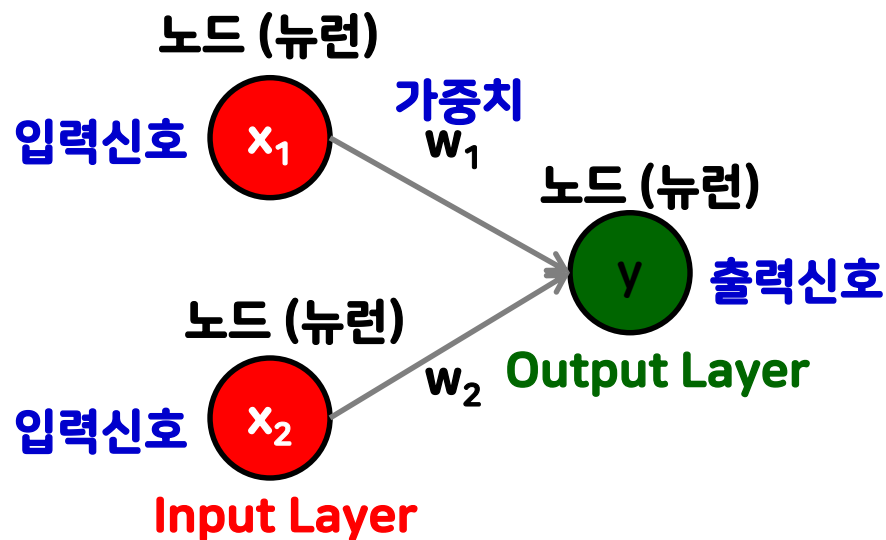 노드 (뉴런)
입력신호
x₁
가중치
w₁
노드 (뉴런)
y
출력신호
Output Layer
노드 (뉴런)
w₂
입력신호
x₂
Input Layer